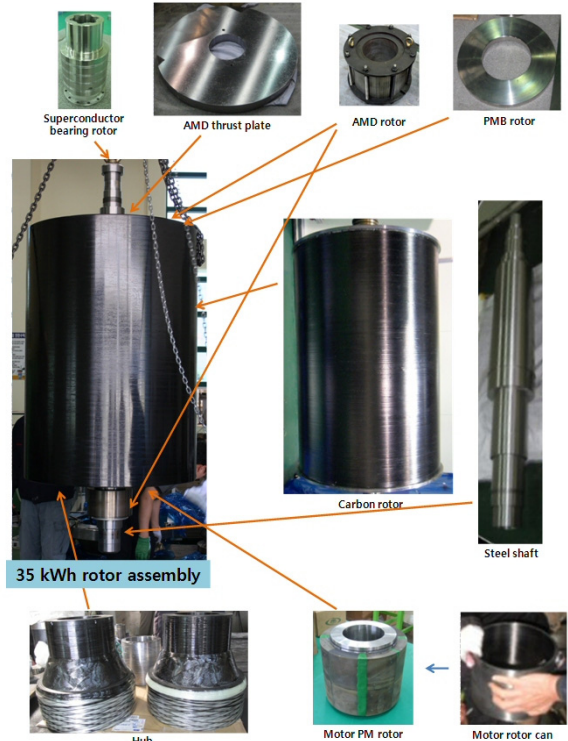 Superconductor
bearing rotor
AMD thrust plate
AMD rotor
PMB rotor
Carbon rotor
Steel shaft
35 kWh rotor assembly
Hub
Motor PM rotor
Motor rotor can